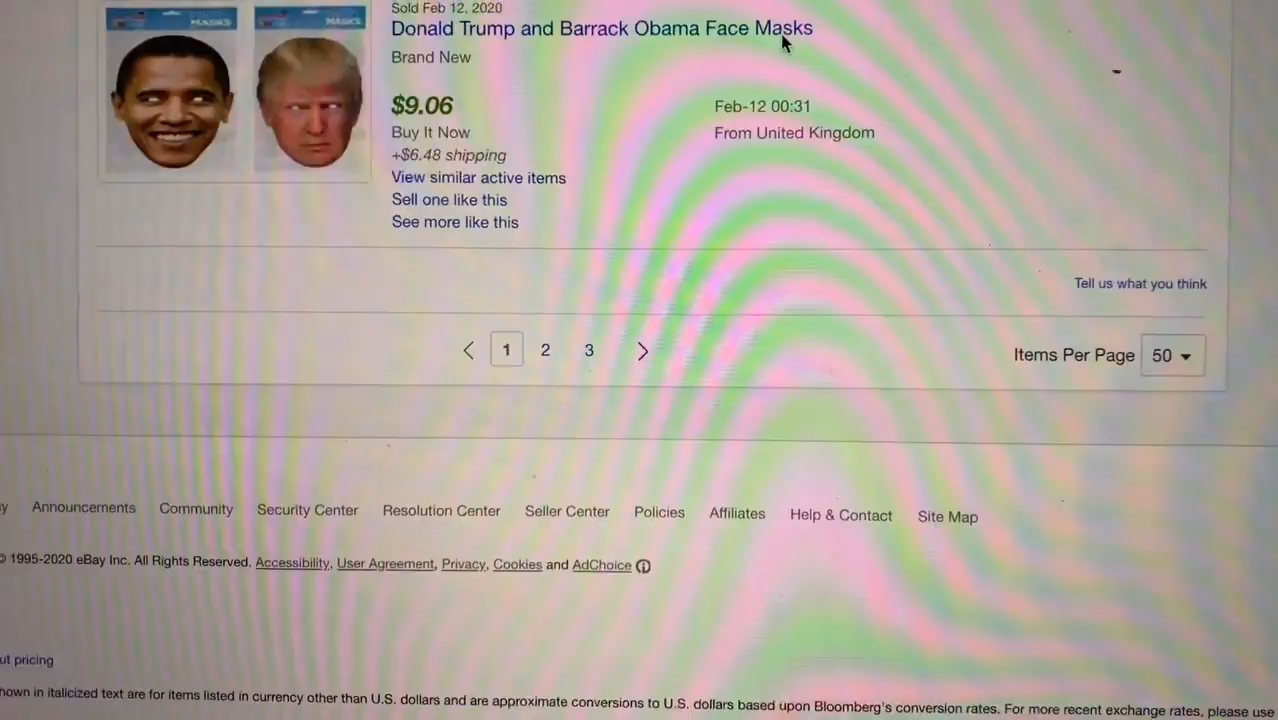 MASKS
MASKS
Sold Feb 12, 2020
Donald Trump and Barrack Obama Face Masks
Brand New
$9.06
Feb-12 00:31
Buy It Now
From United Kingdom
+$6.48 shipping
View similar active items
Sell one like this
See more like this
Tell us what you think
1 2 3
Items Per Page 50
Announcements Community Security Center Resolution Center Seller Center Policies Affiliates Help & Contact Site Map
© 1995-2020 eBay Inc. All Rights Reserved. Accessibility, User Agreement, Privacy, Cookies and AdChoice
ut pricing
hown in italicized text are for items listed in currency other than U.S. dollars and are approximate conversions to U.S. dollars based upon Bloomberg's conversion rates. For more recent exchange rates, please use